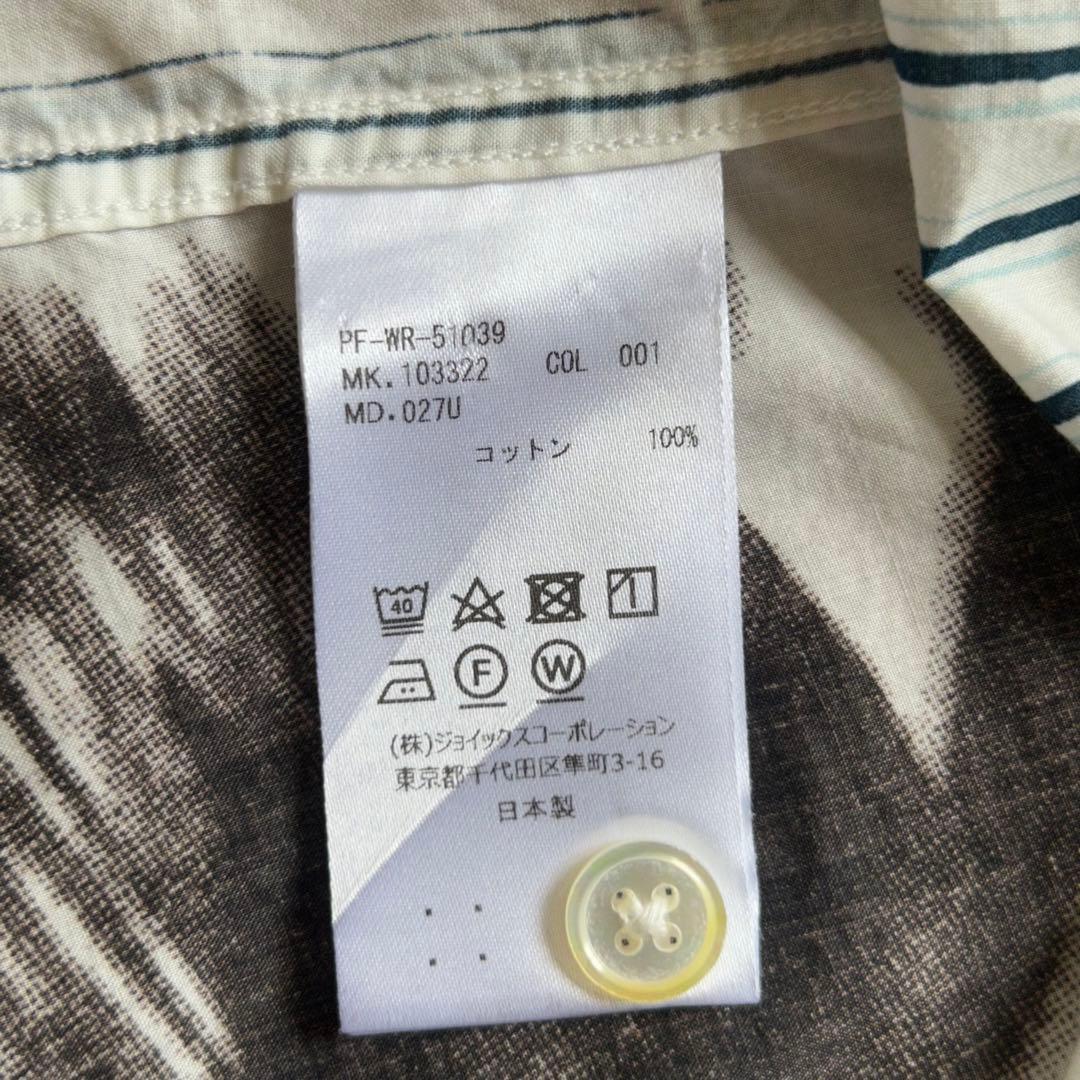 PF-WR-51039
MK.103322 COL 001
MD.027U
コットン 100%
40
F W
(株)ジョイックスコーポレーション
東京都千代田区隼町3-16
日本製